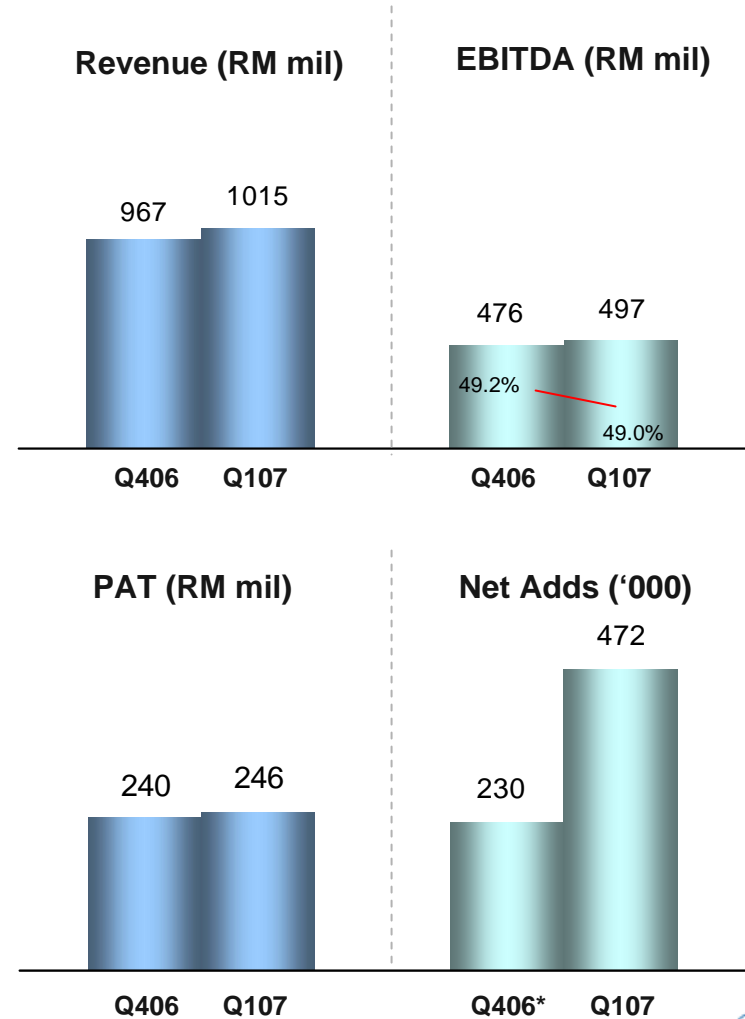 Revenue (RM mil)
967
1015
Q406 Q107
EBITDA (RM mil)
476
497
49.2%
49.0%
Q406 Q107
PAT (RM mil)
240
246
Q406 Q107
Net Adds (‘000)
472
230
Q406* Q107